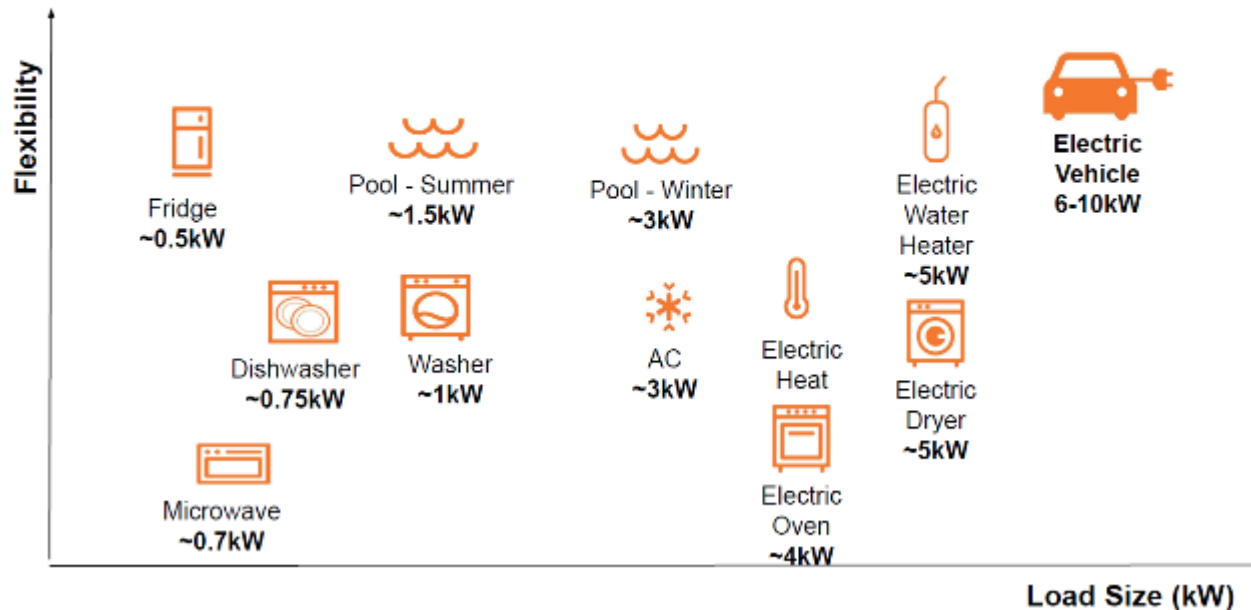 Flexibility
Fridge
~0.5kW
Pool - Summer
~1.5kW
Pool - Winter
~3kW
Electric
Water
Heater
~5kW
Electric
Vehicle
6-10kW
Dishwasher
~0.75kW
Washer
~1kW
AC
~3kW
Electric
Heat
Electric
Dryer
~5kW
Microwave
~0.7kW
Electric
Oven
~4kW
Load Size (kW)